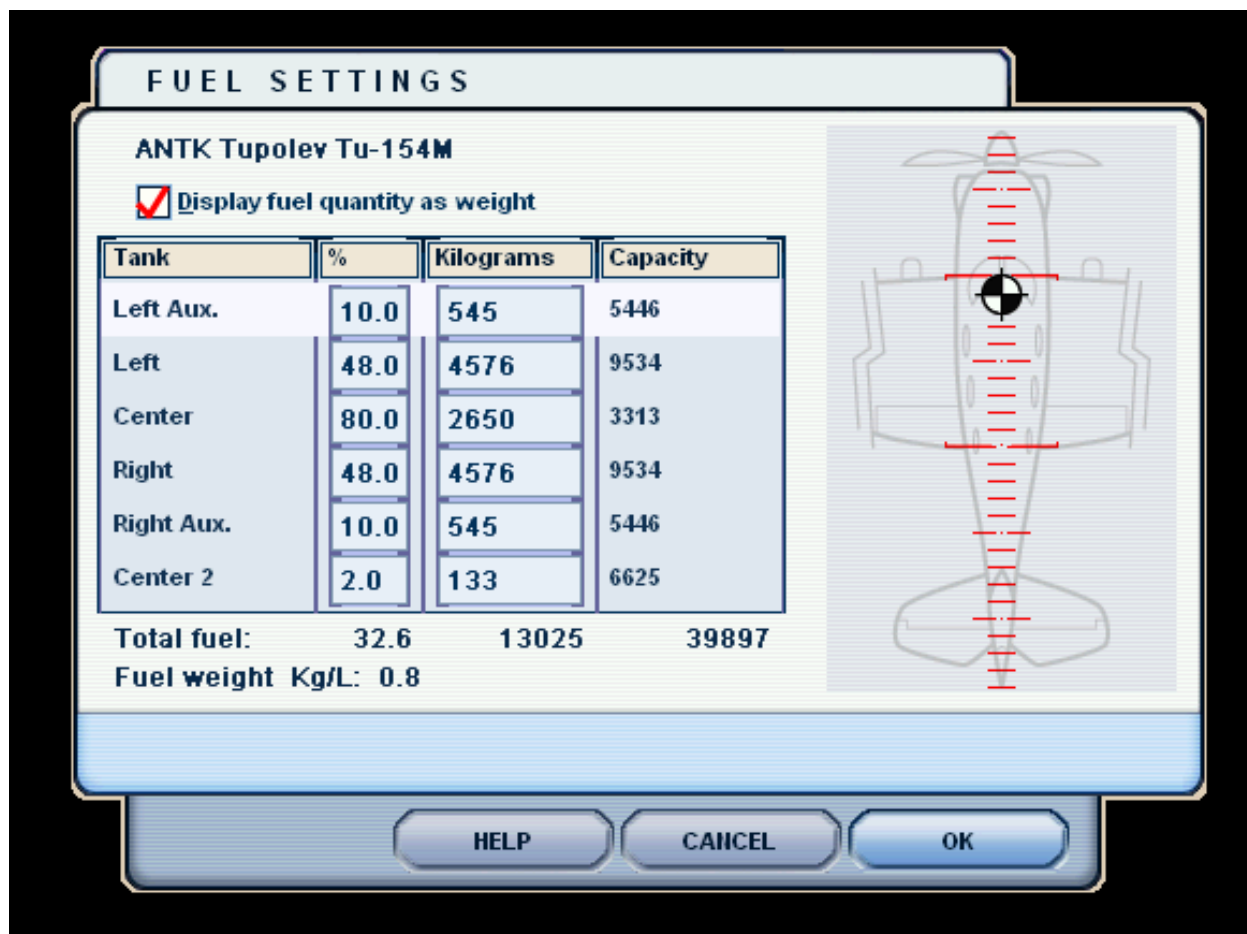 FUEL SETTINGS
ANTK Tupolev Tu-154M
Display fuel quantity as weight
Tank % Kilograms Capacity
Left Aux. 10.0 545 5446
Left 48.0 4576 9534
Center 80.0 2650 3313
Right 48.0 4576 9534
Right Aux. 10.0 545 5446
Center 2 2.0 133 6625
Total fuel: 32.6 13025 39897
Fuel weight Kg/L: 0.8
HELP CANCEL OK